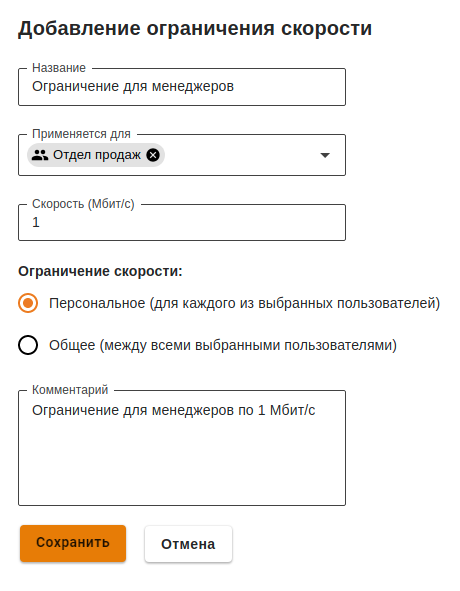 Добавление ограничения скорости
Название
Ограничение для менеджеров
Применяется для
Отдел продаж
Скорость (Мбит/с)
1
Ограничение скорости:
Персональное (для каждого из выбранных пользователей)
Общее (между всеми выбранными пользователями)
Комментарий
Ограничение для менеджеров по 1 Мбит/с
Сохранить
Отмена